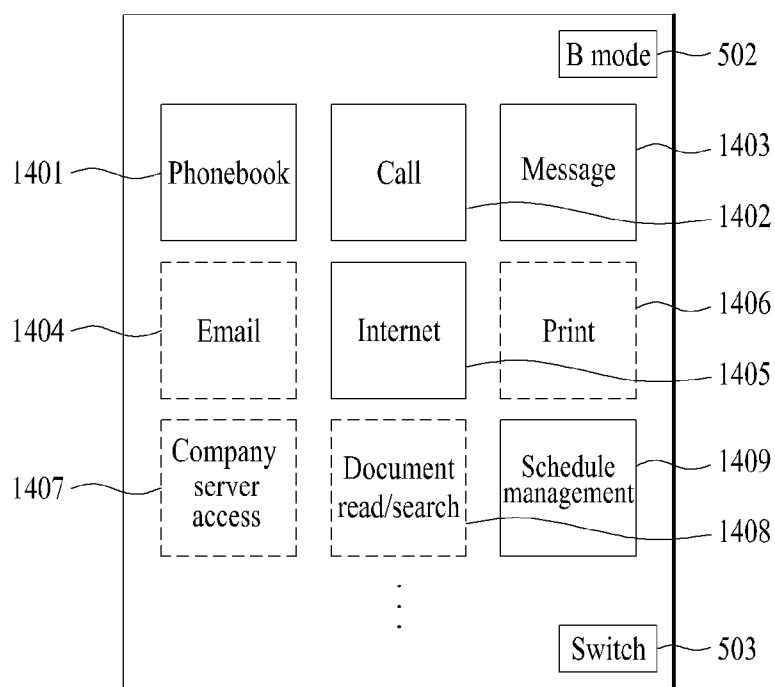 B mode 502
1401 Phonebook Call Message 1403
1402
1404 Email Internet Print 1406
1405
1407 Company server access Document read/search Schedule management 1409
1408
Switch 503